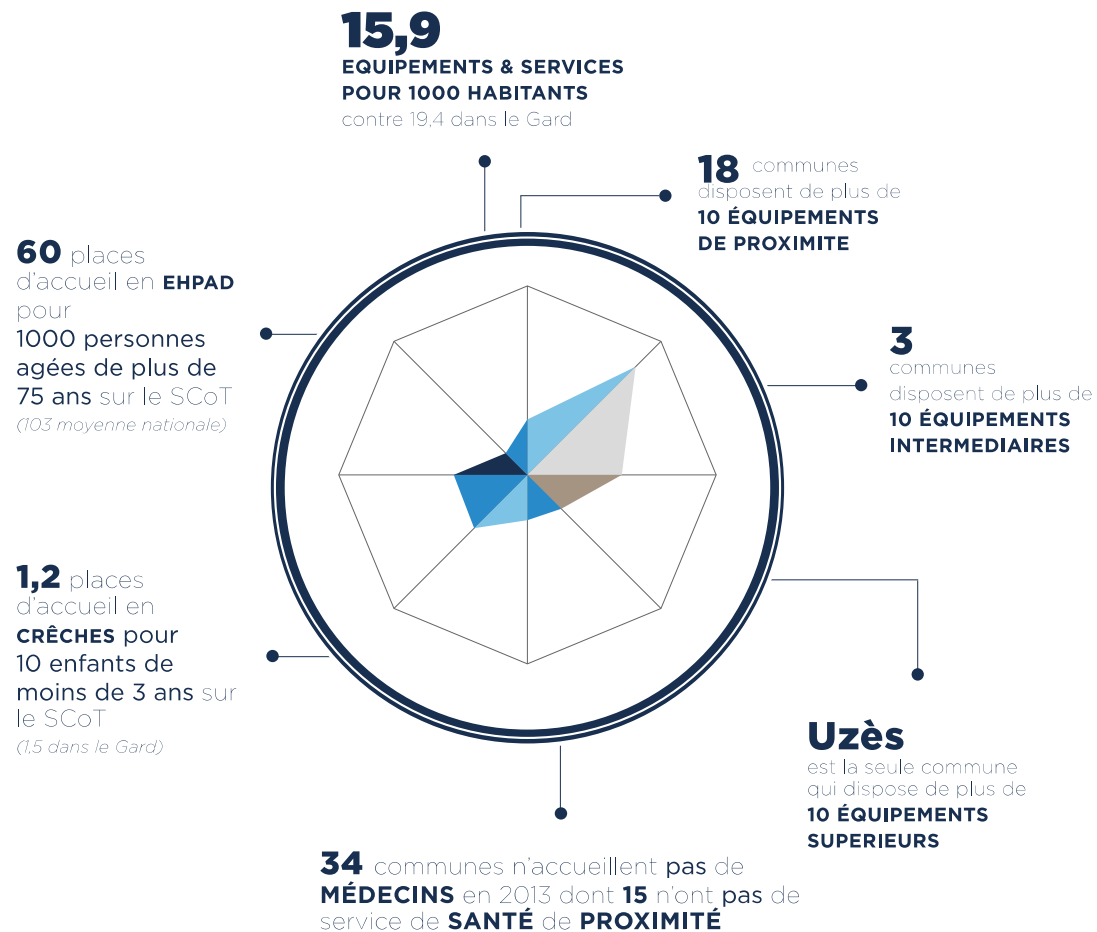 15,9
EQUIPEMENTS & SERVICES
POUR 1000 HABITANTS
contre 19,4 dans le Gard
18 communes
disposent de plus de
10 ÉQUIPEMENTS
DE PROXIMITE
60 places
d'accueil en EHPAD
pour
1000 personnes
agées de plus de
75 ans sur le SCoT
(103 moyenne nationale)
3
communes
disposent de plus de
10 ÉQUIPEMENTS
INTERMEDIAIRES
1,2 places
d'accueil en
CRÊCHES pour
10 enfants de
moins de 3 ans sur
le SCoT
(1,5 dans le Gard)
Uzès
est la seule commune
qui dispose de plus de
10 ÉQUIPEMENTS
SUPERIEURS
34 communes n'accueillent pas de
MÉDECINS en 2013 dont 15 n'ont pas de
service de SANTÉ de PROXIMITÉ